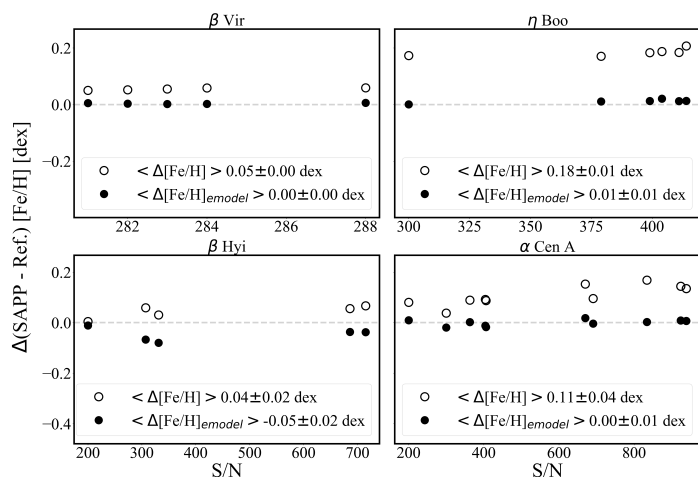 β Vir
η Boo
Δ(SAPP - Ref.) [Fe/H] [dex]
0.2
0.0
−0.2
< Δ[Fe/H] > 0.05±0.00 dex
< Δ[Fe/H]emodel > 0.00±0.00 dex
< Δ[Fe/H] > 0.18±0.01 dex
< Δ[Fe/H]emodel > 0.01±0.01 dex
282 284 286 288
300 325 350 375 400
β Hyi
α Cen A
0.2
0.0
−0.2
−0.4
< Δ[Fe/H] > 0.04±0.02 dex
< Δ[Fe/H]emodel > -0.05±0.02 dex
< Δ[Fe/H] > 0.11±0.04 dex
< Δ[Fe/H]emodel > 0.00±0.01 dex
200 300 400 500 600 700
200 400 600 800
S/N
S/N